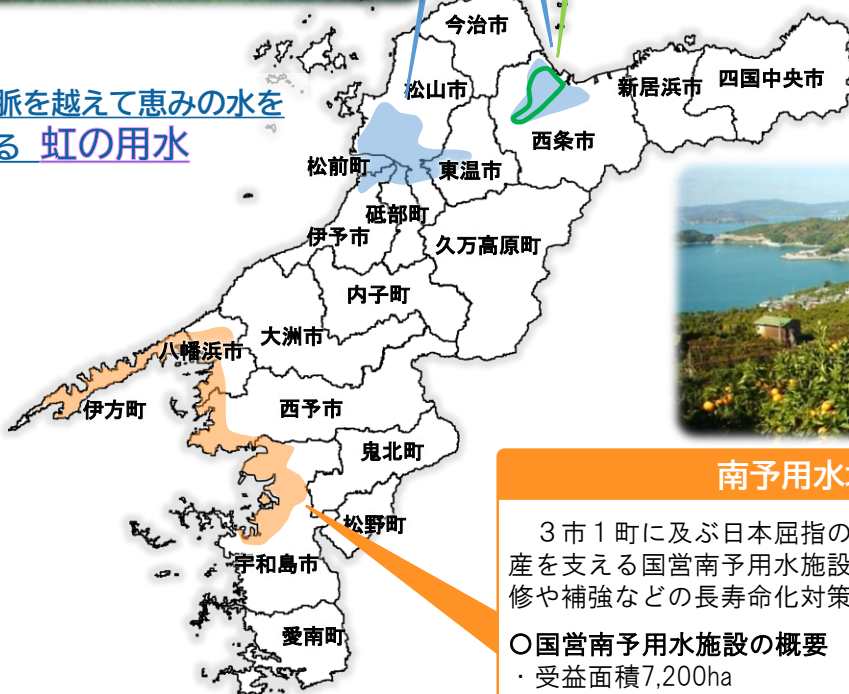 今治市
脈を越えて恵みの水を
る 虹の用水
松山市
新居浜市
四国中央市
西条市
松前町
東温市
砥部町
伊予市
久万高原町
内子町
大洲市
八幡浜市
伊方町
西予市
鬼北町
松野町
宇和島市
愛南町
南予用水
３市１町に及ぶ日本屈指の
産を支える国営南予用水施設
修や補強などの長寿命化対策
〇国営南予用水施設の概要
・受益面積7,200ha